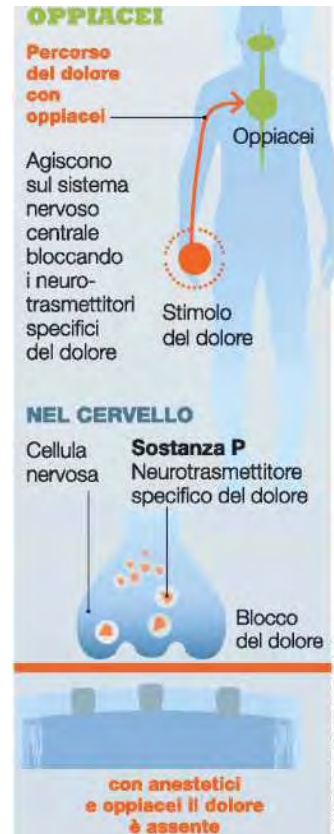 OPPIACEI
Percorso
del dolore
con
oppiacei
Oppiacei
Agiscono
sul sistema
nervoso
centrale
bloccando
i neuro-
trasmettitori
specifici
del dolore
Stimolo
del dolore
NEL CERVELLO
Cellula
nervosa
Sostanza P
Neurotrasmettitore
specifico del dolore
Blocco
del dolore
con anestetici
e oppiacei il dolore
è assente